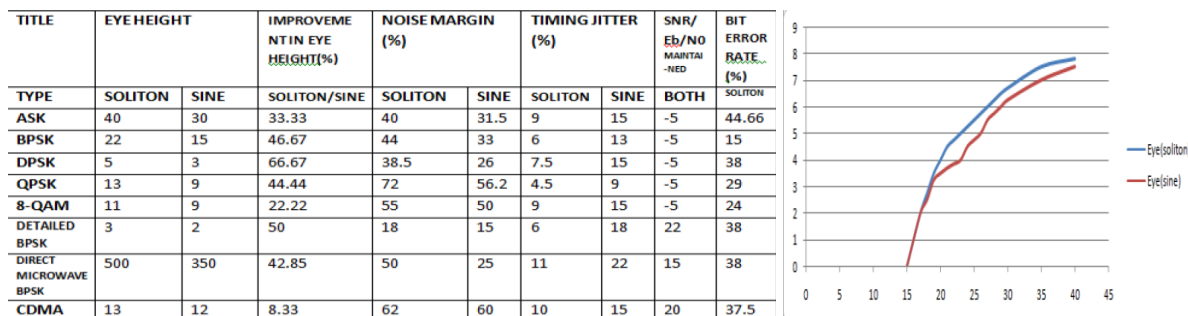 TITLE EYE HEIGHT IMPROVEME NOISE MARGIN TIMING JITTER SNR/ BIT
NT IN EYE (%) (%) Eb/N0 ERROR
HEIGHT(%) MAINTAI RATE
-NED (%)
TYPE SOLITON SINE SOLITON/SINE SOLITON SINE SOLITON SINE BOTH SOLITON
ASK 40 30 33.33 40 31.5 9 15 -5 44.66
BPSK 22 15 46.67 44 33 6 13 -5 15
DPSK 5 3 66.67 38.5 26 7.5 15 -5 38
QPSK 13 9 44.44 72 56.2 4.5 9 -5 29
8-QAM 11 9 22.22 55 50 9 15 -5 24
DETAILED 3 2 50 18 15 6 18 22 38
BPSK
DIRECT 500 350 42.85 50 25 11 22 15 38
MICROWAVE
BPSK
CDMA 13 12 8.33 62 60 10 15 20 37.5
9
8
7
6
5
4
3
2
1
0
0 5 10 15 20 25 30 35 40 45
Eye(soliton
Eye(sine)